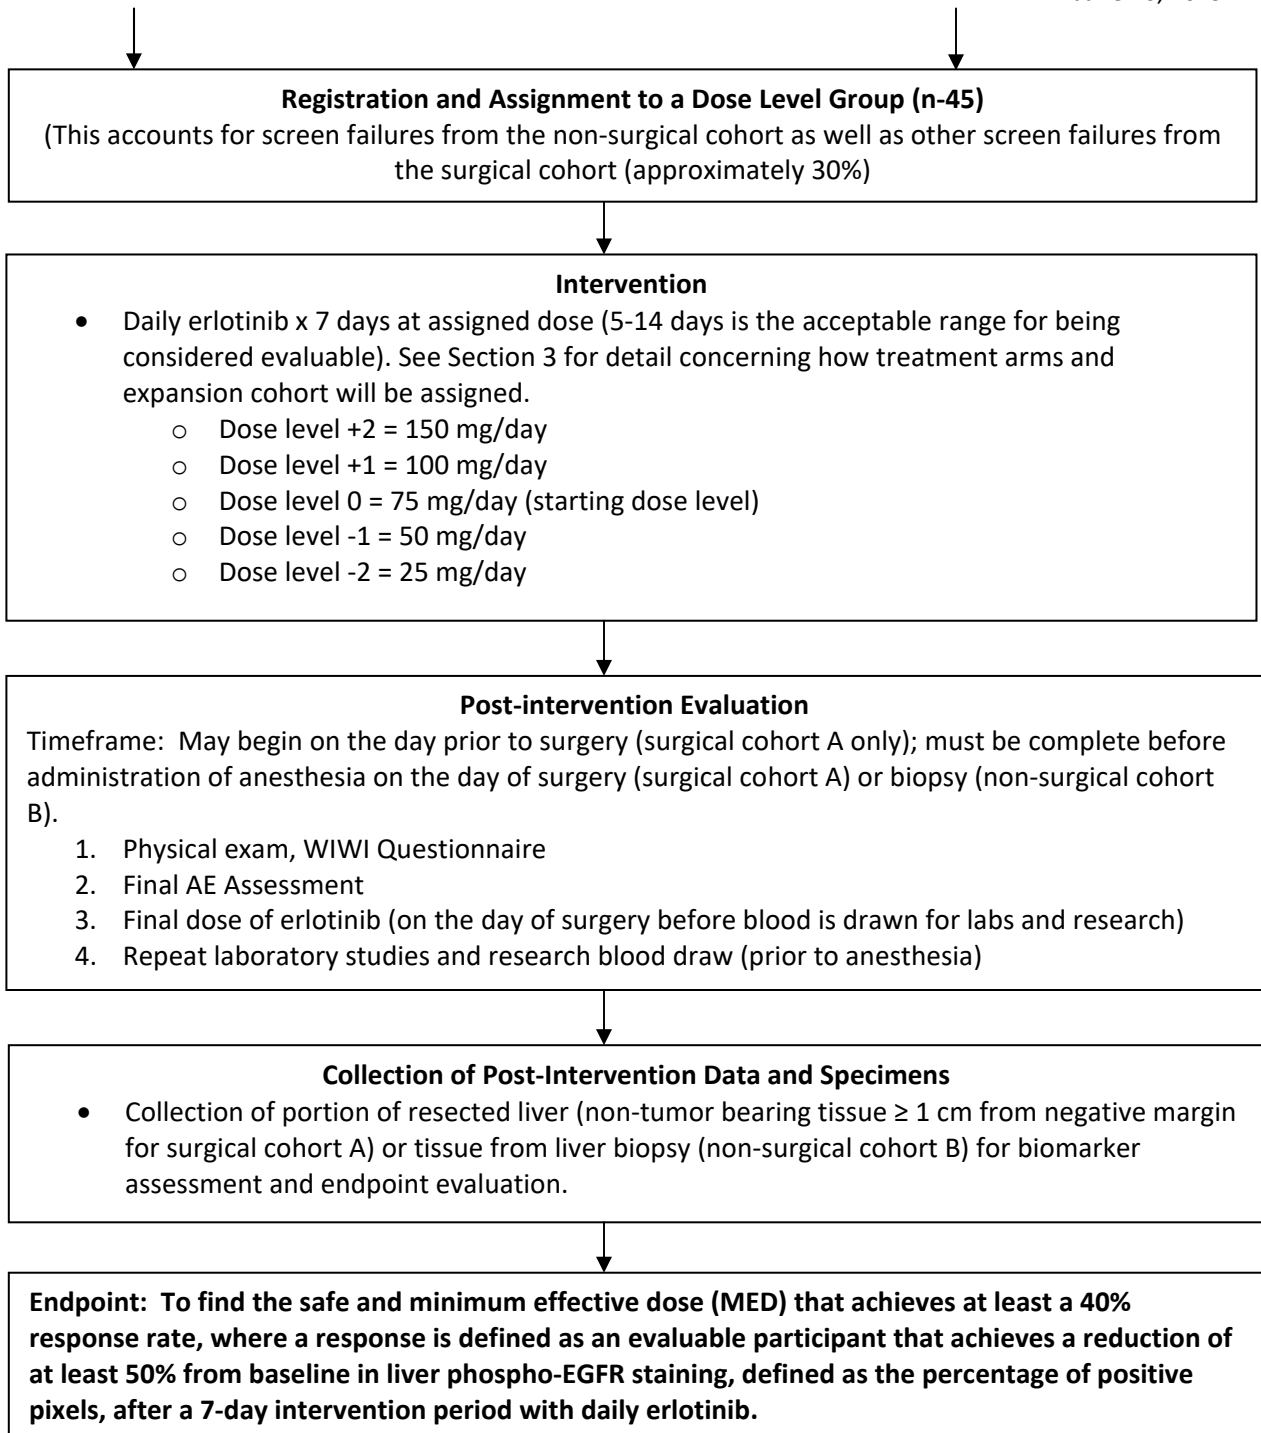 Registration and Assignment to a Dose Level Group (n-45)
(This accounts for screen failures from the non-surgical cohort as well as other screen failures from
the surgical cohort (approximately 30%)
Intervention
• Daily erlotinib x 7 days at assigned dose (5-14 days is the acceptable range for being
considered evaluable). See Section 3 for detail concerning how treatment arms and
expansion cohort will be assigned.
o Dose level +2 = 150 mg/day
o Dose level +1 = 100 mg/day
o Dose level 0 = 75 mg/day (starting dose level)
o Dose level -1 = 50 mg/day
o Dose level -2 = 25 mg/day
Post-intervention Evaluation
Timeframe: May begin on the day prior to surgery (surgical cohort A only); must be complete before
administration of anesthesia on the day of surgery (surgical cohort A) or biopsy (non-surgical cohort
B).
1. Physical exam, WIWI Questionnaire
2. Final AE Assessment
3. Final dose of erlotinib (on the day of surgery before blood is drawn for labs and research)
4. Repeat laboratory studies and research blood draw (prior to anesthesia)
Collection of Post-Intervention Data and Specimens
• Collection of portion of resected liver (non-tumor bearing tissue ≥ 1 cm from negative margin
for surgical cohort A) or tissue from liver biopsy (non-surgical cohort B) for biomarker
assessment and endpoint evaluation.
Endpoint: To find the safe and minimum effective dose (MED) that achieves at least a 40%
response rate, where a response is defined as an evaluable participant that achieves a reduction of
at least 50% from baseline in liver phospho-EGFR staining, defined as the percentage of positive
pixels, after a 7-day intervention period with daily erlotinib.